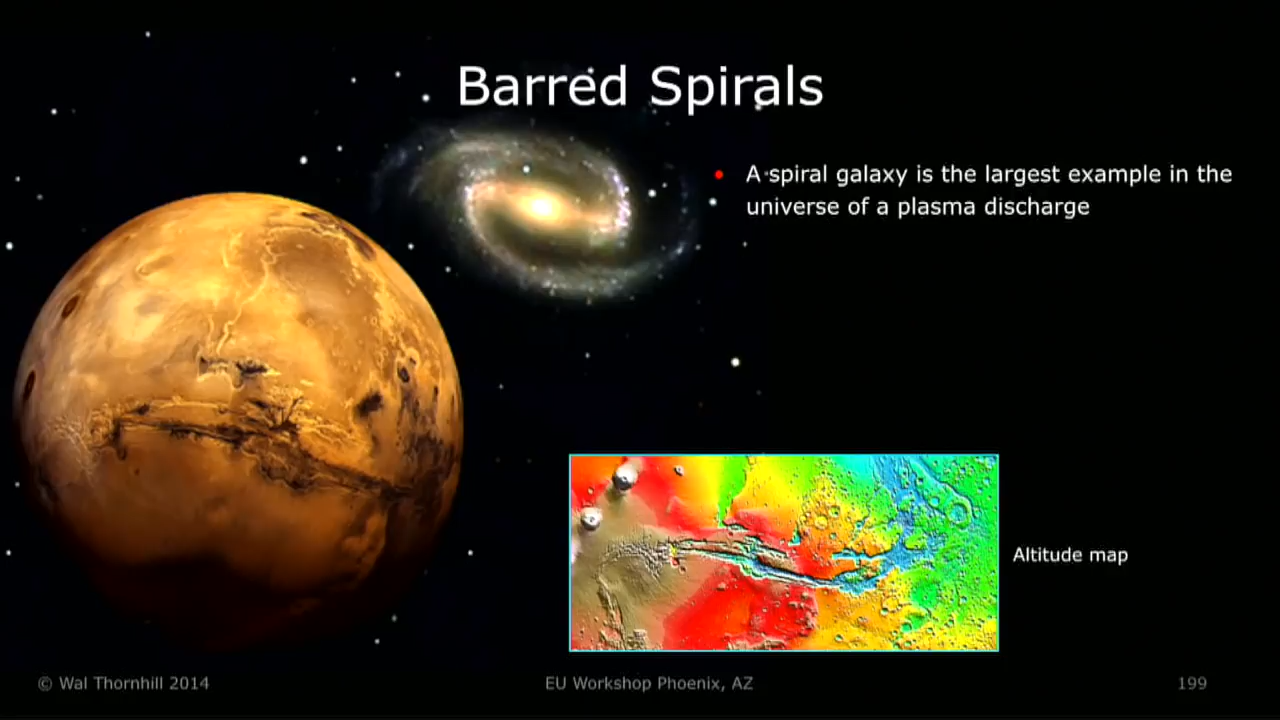 Barred Spirals
A spiral galaxy is the largest example in the
universe of a plasma discharge
Altitude map
© Wal Thornhill 2014
EU Workshop Phoenix, AZ
199